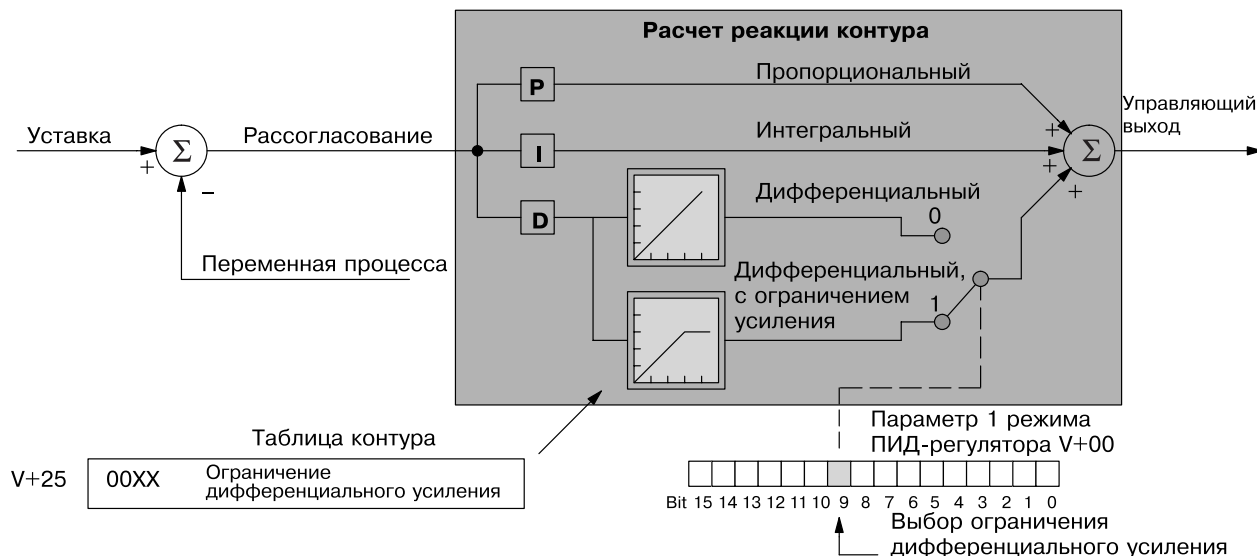 Расчет реакции контура
P
Пропорциональный
Управляющий
выход
Уставка
+
Σ
−
Рассогласование
I
Интегральный
+
+
+
Σ
D
Дифференциальный
0
Переменная процесса
Дифференциальный,
с ограничением
усиления
1
Таблица контура
V+25
00XX
Ограничение
дифференциального усиления
Параметр 1 режима
ПИД-регулятора V+00
Bit 15 14 13 12 11 10 9 8 7 6 5 4 3 2 1 0
Выбор ограничения
дифференциального усиления